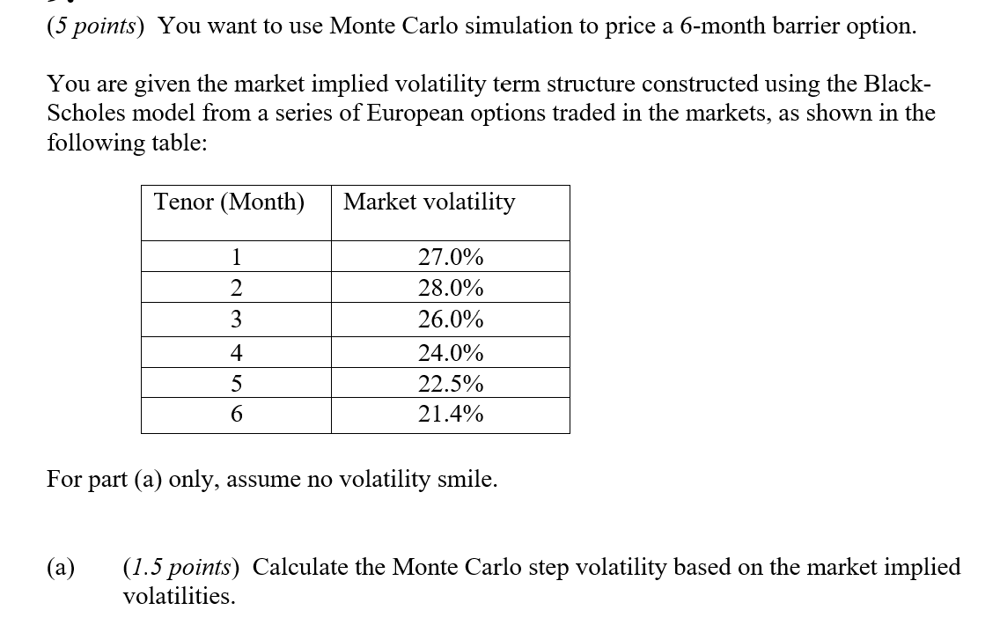 (5 points) You want to use Monte Carlo simulation to price a 6-month barrier option.
You are given the market implied volatility term structure constructed using the Black-
Scholes model from a series of European options traded in the markets, as shown in the
following table:
Tenor (Month) Market volatility
1 27.0%
2 28.0%
3 26.0%
4 24.0%
5 22.5%
6 21.4%
For part (a) only, assume no volatility smile.
(a) (1.5 points) Calculate the Monte Carlo step volatility based on the market implied
volatilities.